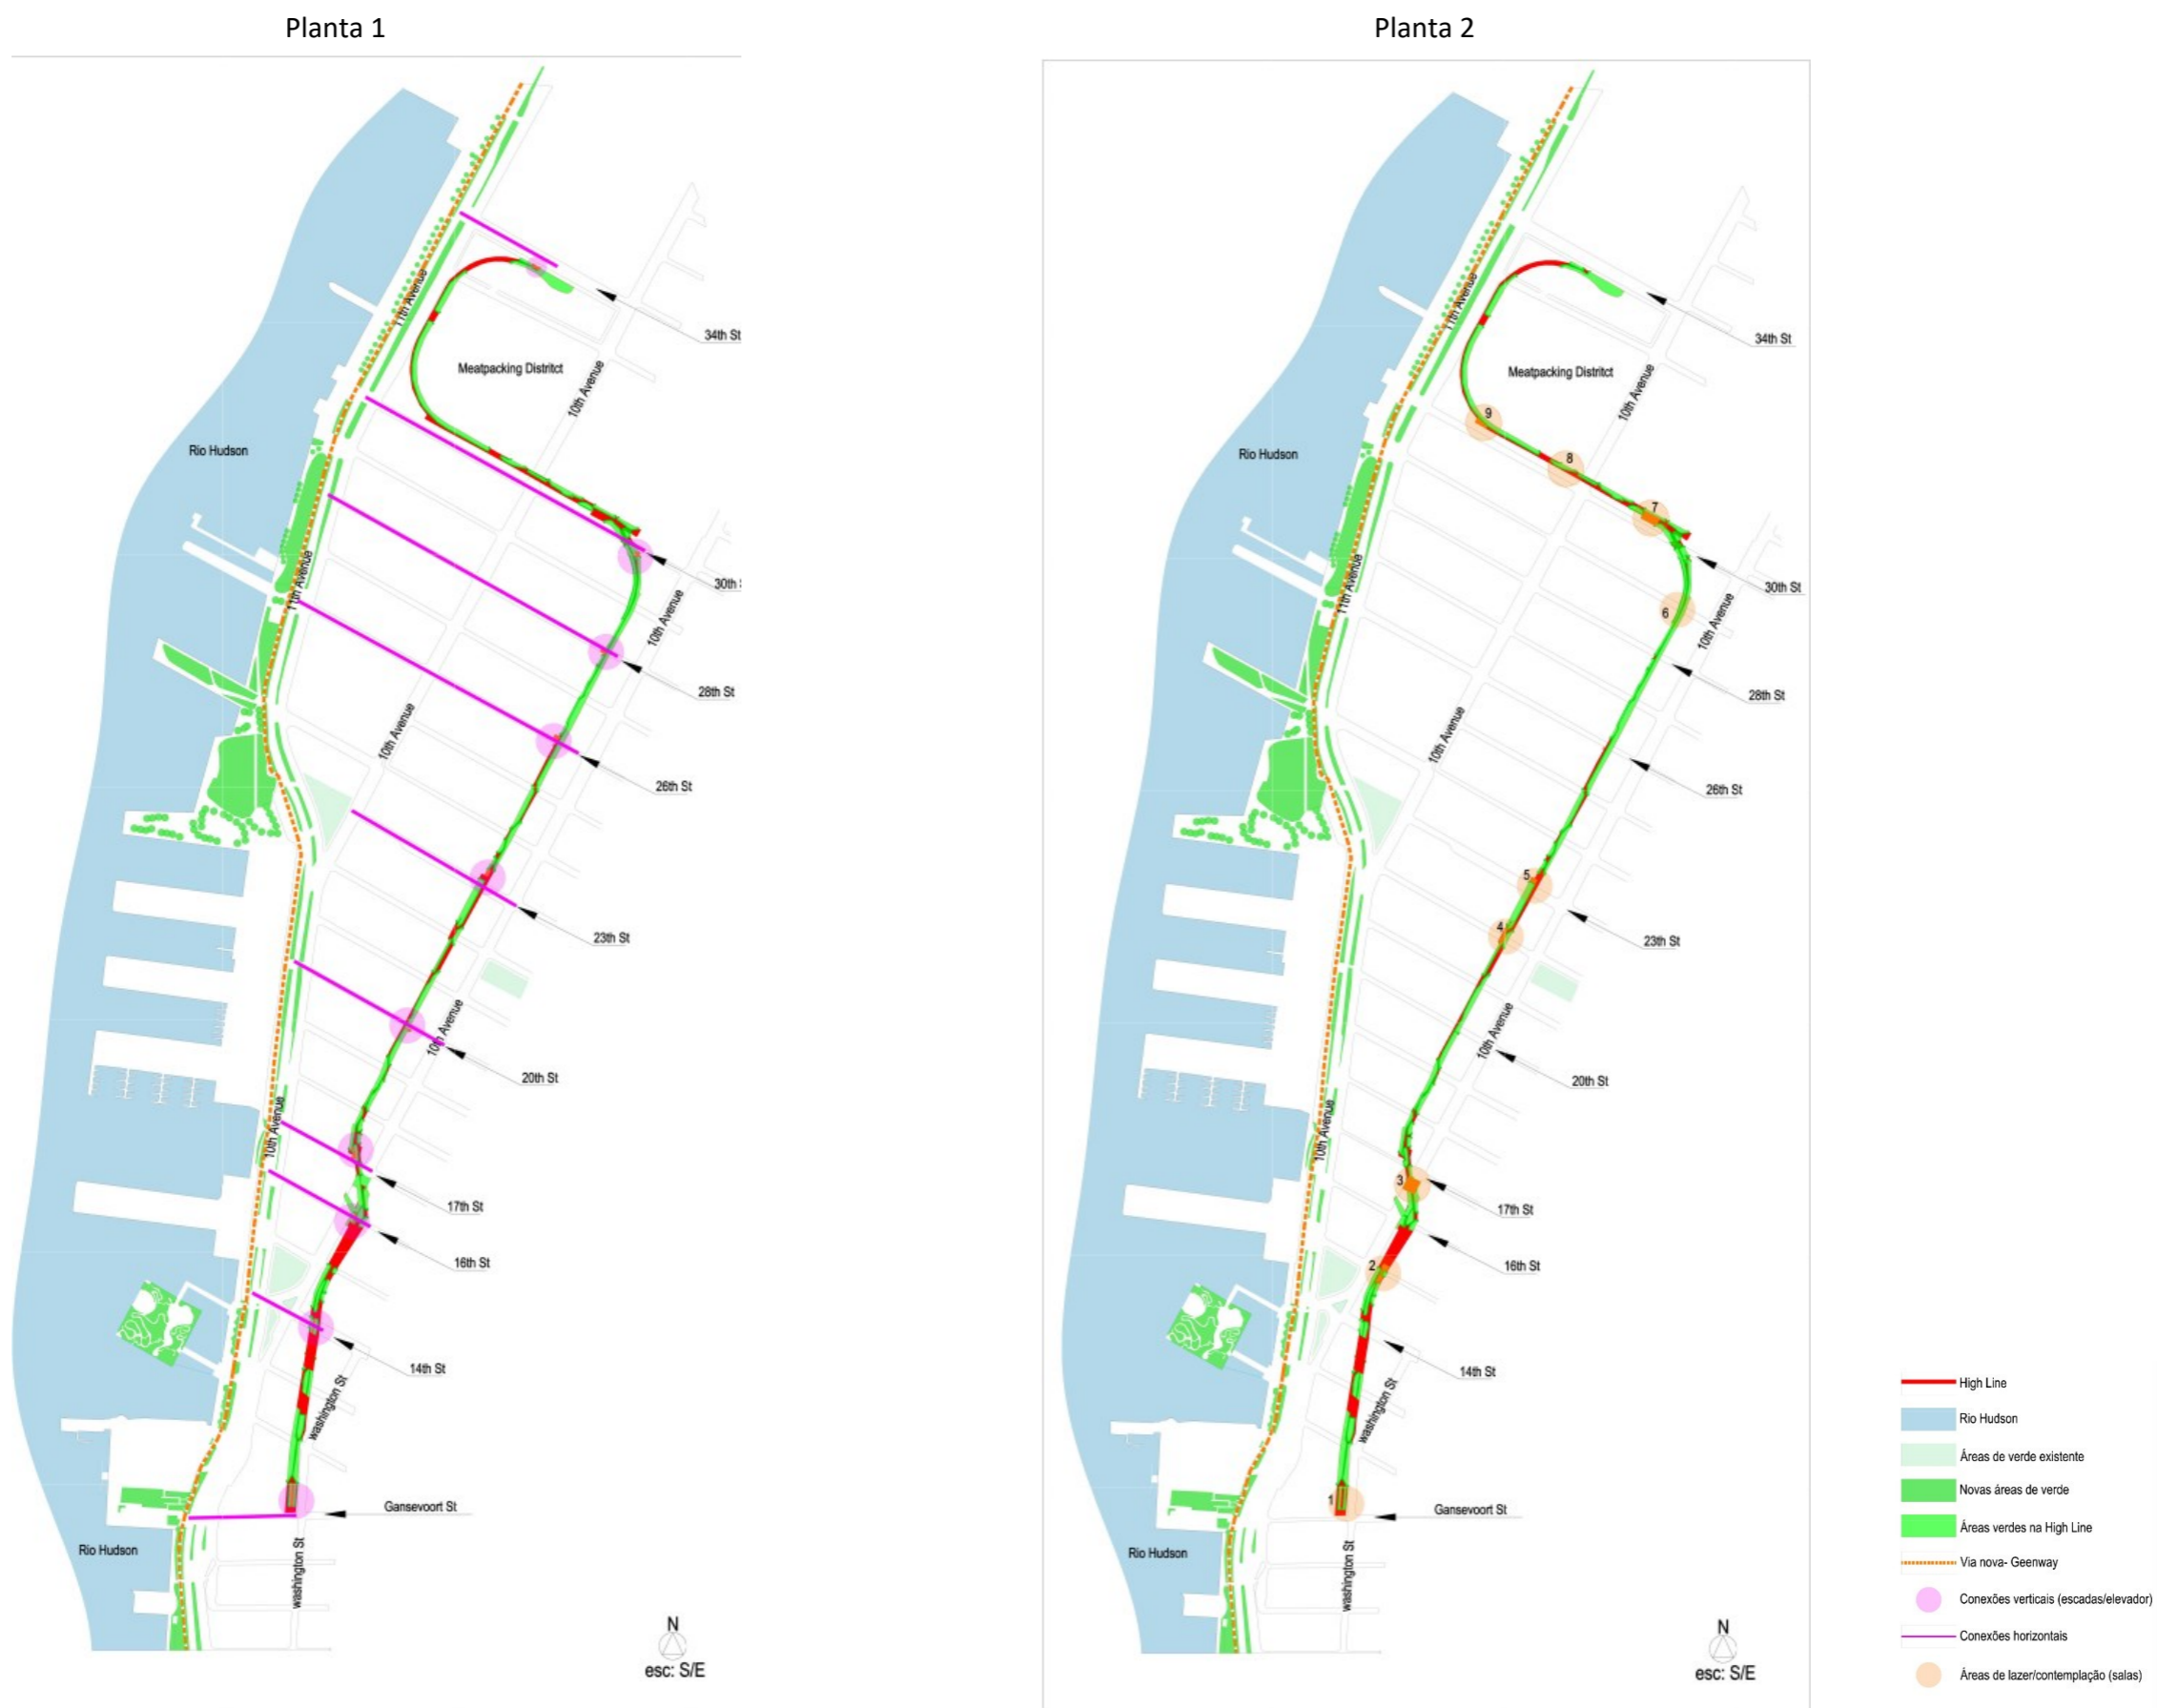 Planta 1
11th Avenue
34th St
Meatpacking Distritct
10th Avenue
Rio Hudson
11th Avenue
30th
10th Avenue
28th St
10th Avenue
26th St
23th St
10th Avenue
20th St
10th Avenue
17th St
16th St
14th St
washington St
Gansevoort St
Rio Hudson
washington St
N
esc: S/E
Planta 2
11th Avenue
34th St
Meatpacking Distritct
10th Avenue
9
Rio Hudson
8
7
11th Avenue
30th St
6
10th Avenue
28th St
10th Avenue
26th St
5
4
23th St
10th Avenue
20th St
10th Avenue
3
17th St
2
16th St
14th St
washington St
1
Gansevoort St
Rio Hudson
washington St
N
esc: S/E
High Line
Rio Hudson
Áreas de verde existente
Novas áreas de verde
Áreas verdes na High Line
Via nova- Geenway
Conexões verticais (escadas/elevador)
Conexões horizontais
Áreas de lazer/contemplação (salas)